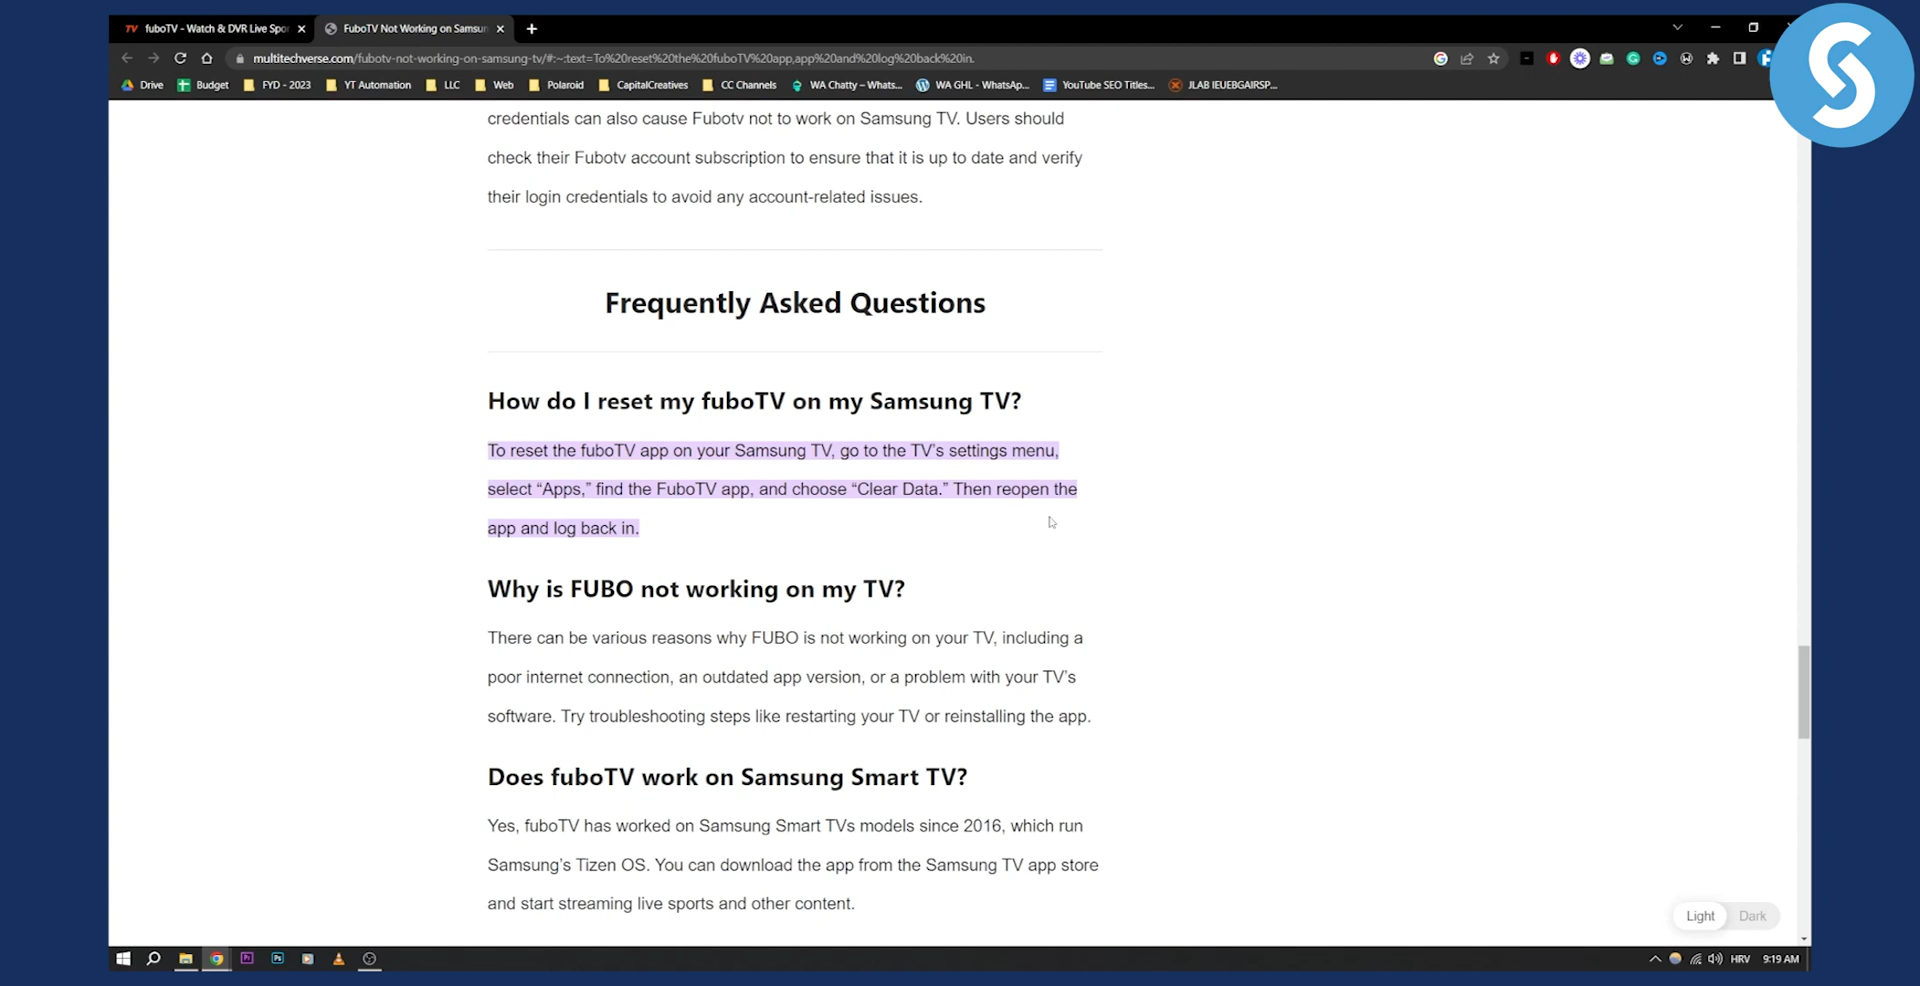 fuboTV - Watch & DVR Live Spo
FuboTV Not Working on Samsun
multitechverse.com/fubotv-not-working-on-samsung-tv/#:~:text=To%20reset%20the%20fuboTV%20app,app%20and%20log%20back%20in.
Drive Budget FYD - 2023 YT Automation LLC Web Polaroid CapitalCreatives CC Channels WA Chatty – Whats... WA GHL - WhatsAp... YouTube SEO Titles... JLAB IEUEBGAIRSP...
credentials can also cause Fubotv not to work on Samsung TV. Users should
check their Fubotv account subscription to ensure that it is up to date and verify
their login credentials to avoid any account-related issues.
Frequently Asked Questions
How do I reset my fuboTV on my Samsung TV?
To reset the fuboTV app on your Samsung TV, go to the TV’s settings menu,
select “Apps,” find the FuboTV app, and choose “Clear Data.” Then reopen the
app and log back in.
Why is FUBO not working on my TV?
There can be various reasons why FUBO is not working on your TV, including a
poor internet connection, an outdated app version, or a problem with your TV’s
software. Try troubleshooting steps like restarting your TV or reinstalling the app.
Does fuboTV work on Samsung Smart TV?
Yes, fuboTV has worked on Samsung Smart TVs models since 2016, which run
Samsung’s Tizen OS. You can download the app from the Samsung TV app store
and start streaming live sports and other content.
Light Dark
HRV 9:19 AM